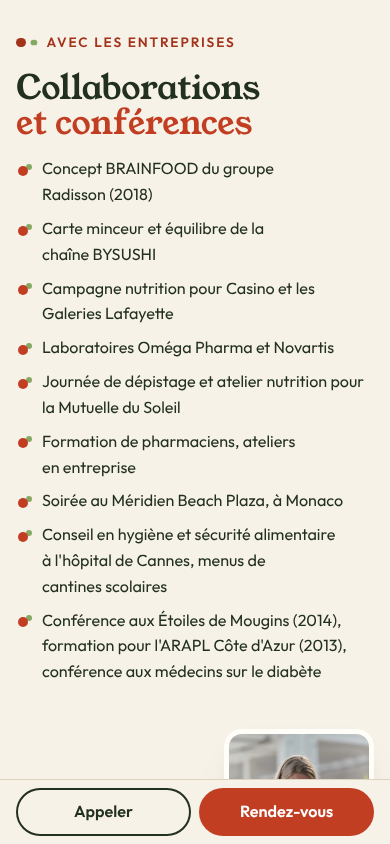 AVEC LES ENTREPRISES
Collaborations
et conférences
Concept BRAINFOOD du groupe
Radisson (2018)
Carte minceur et équilibre de la
chaîne BYSUSHI
Campagne nutrition pour Casino et les
Galeries Lafayette
Laboratoires Oméga Pharma et Novartis
Journée de dépistage et atelier nutrition pour
la Mutuelle du Soleil
Formation de pharmaciens, ateliers
en entreprise
Soirée au Méridien Beach Plaza, à Monaco
Conseil en hygiène et sécurité alimentaire
à l'hôpital de Cannes, menus de
cantines scolaires
Conférence aux Étoiles de Mougins (2014),
formation pour l'ARAPL Côte d'Azur (2013),
conférence aux médecins sur le diabète
Appeler
Rendez-vous